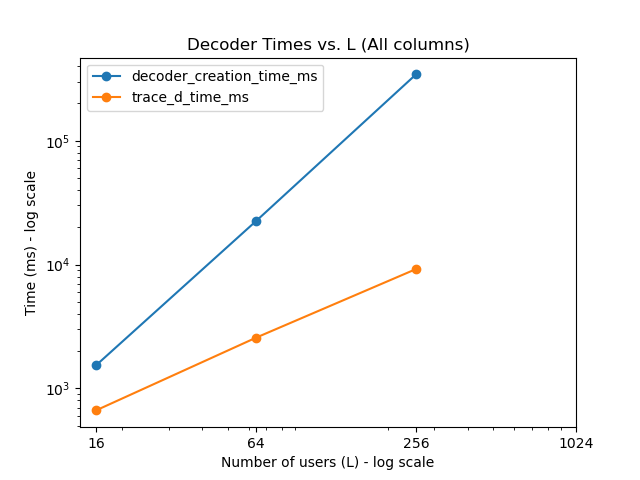 Decoder Times vs. L (All columns)
decoder_creation_time_ms
trace_d_time_ms
10^5
10^4
10^3
Time (ms) - log scale
16 64 256 1024
Number of users (L) - log scale